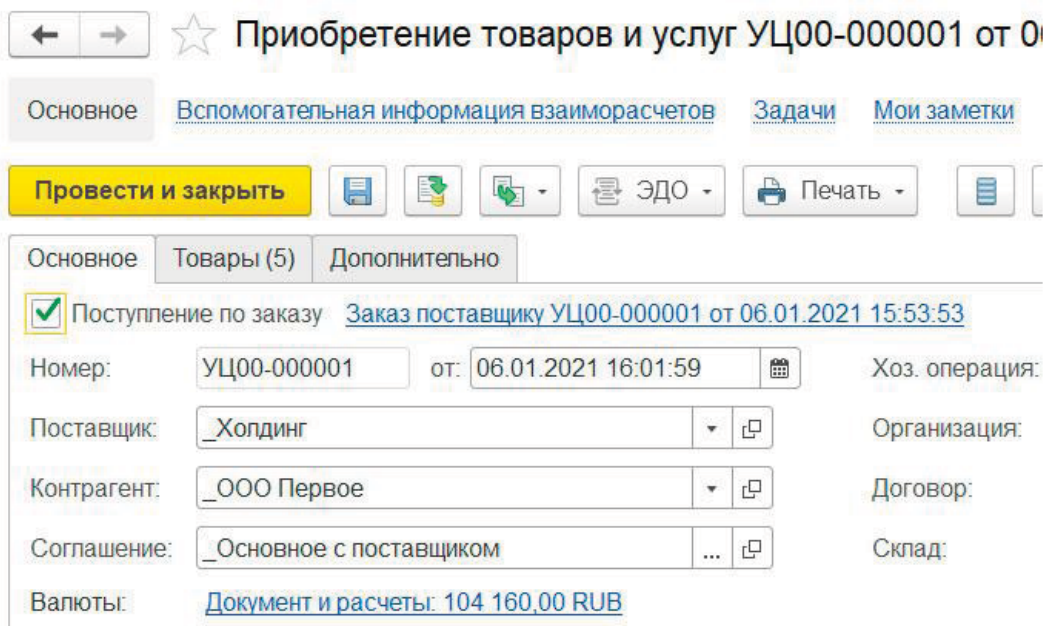 Приобретение товаров и услуг УЦ00-000001 от 0
Основное Вспомогательная информация взаиморасчетов Задачи Мои заметки
Провести и закрыть ЭДО Печать
Основное Товары (5) Дополнительно
Поступление по заказу Заказ поставщику УЦ00-000001 от 06.01.2021 15:53:53
Номер: УЦ00-000001 от: 06.01.2021 16:01:59 Хоз. операция:
Поставщик: _Холдинг Организация:
Контрагент: _ООО Первое Договор:
Соглашение: _Основное с поставщиком ... Склад:
Валюты: Документ и расчеты: 104 160,00 RUB